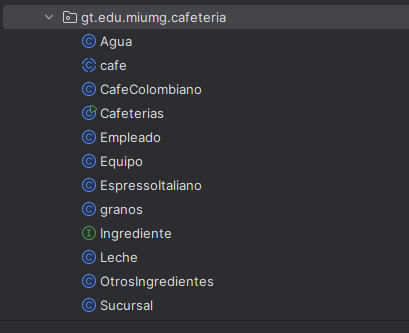 gt.edu.miumg.cafeteria
C Agua
C cafe
C CafeColombiano
C Cafeterias
C Empleado
C Equipo
C EspressoItaliano
C granos
I Ingrediente
C Leche
C OtrosIngredientes
C Sucursal